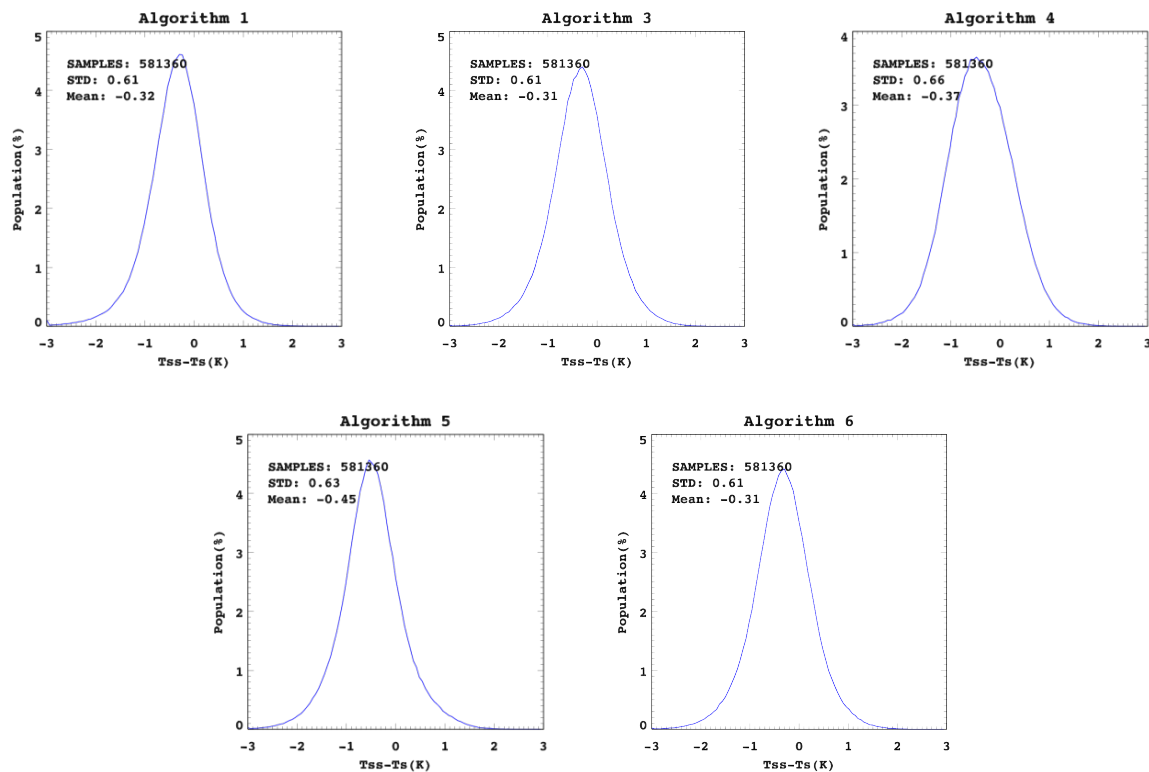 Algorithm 1
SAMPLES: 581360
STD: 0.61
Mean: -0.32
Population(%)
5
4
3
2
1
0
-3 -2 -1 0 1 2 3
Tss-Ts(K)
Algorithm 3
SAMPLES: 581360
STD: 0.61
Mean: -0.31
Population(%)
5
4
3
2
1
0
-3 -2 -1 0 1 2 3
Tss-Ts(K)
Algorithm 4
SAMPLES: 581360
STD: 0.66
Mean: -0.37
Population(%)
4
3
2
1
0
-3 -2 -1 0 1 2 3
Tss-Ts(K)
Algorithm 5
SAMPLES: 581360
STD: 0.63
Mean: -0.45
Population(%)
5
4
3
2
1
0
-3 -2 -1 0 1 2 3
Tss-Ts(K)
Algorithm 6
SAMPLES: 581360
STD: 0.61
Mean: -0.31
Population(%)
5
4
3
2
1
0
-3 -2 -1 0 1 2 3
Tss-Ts(K)